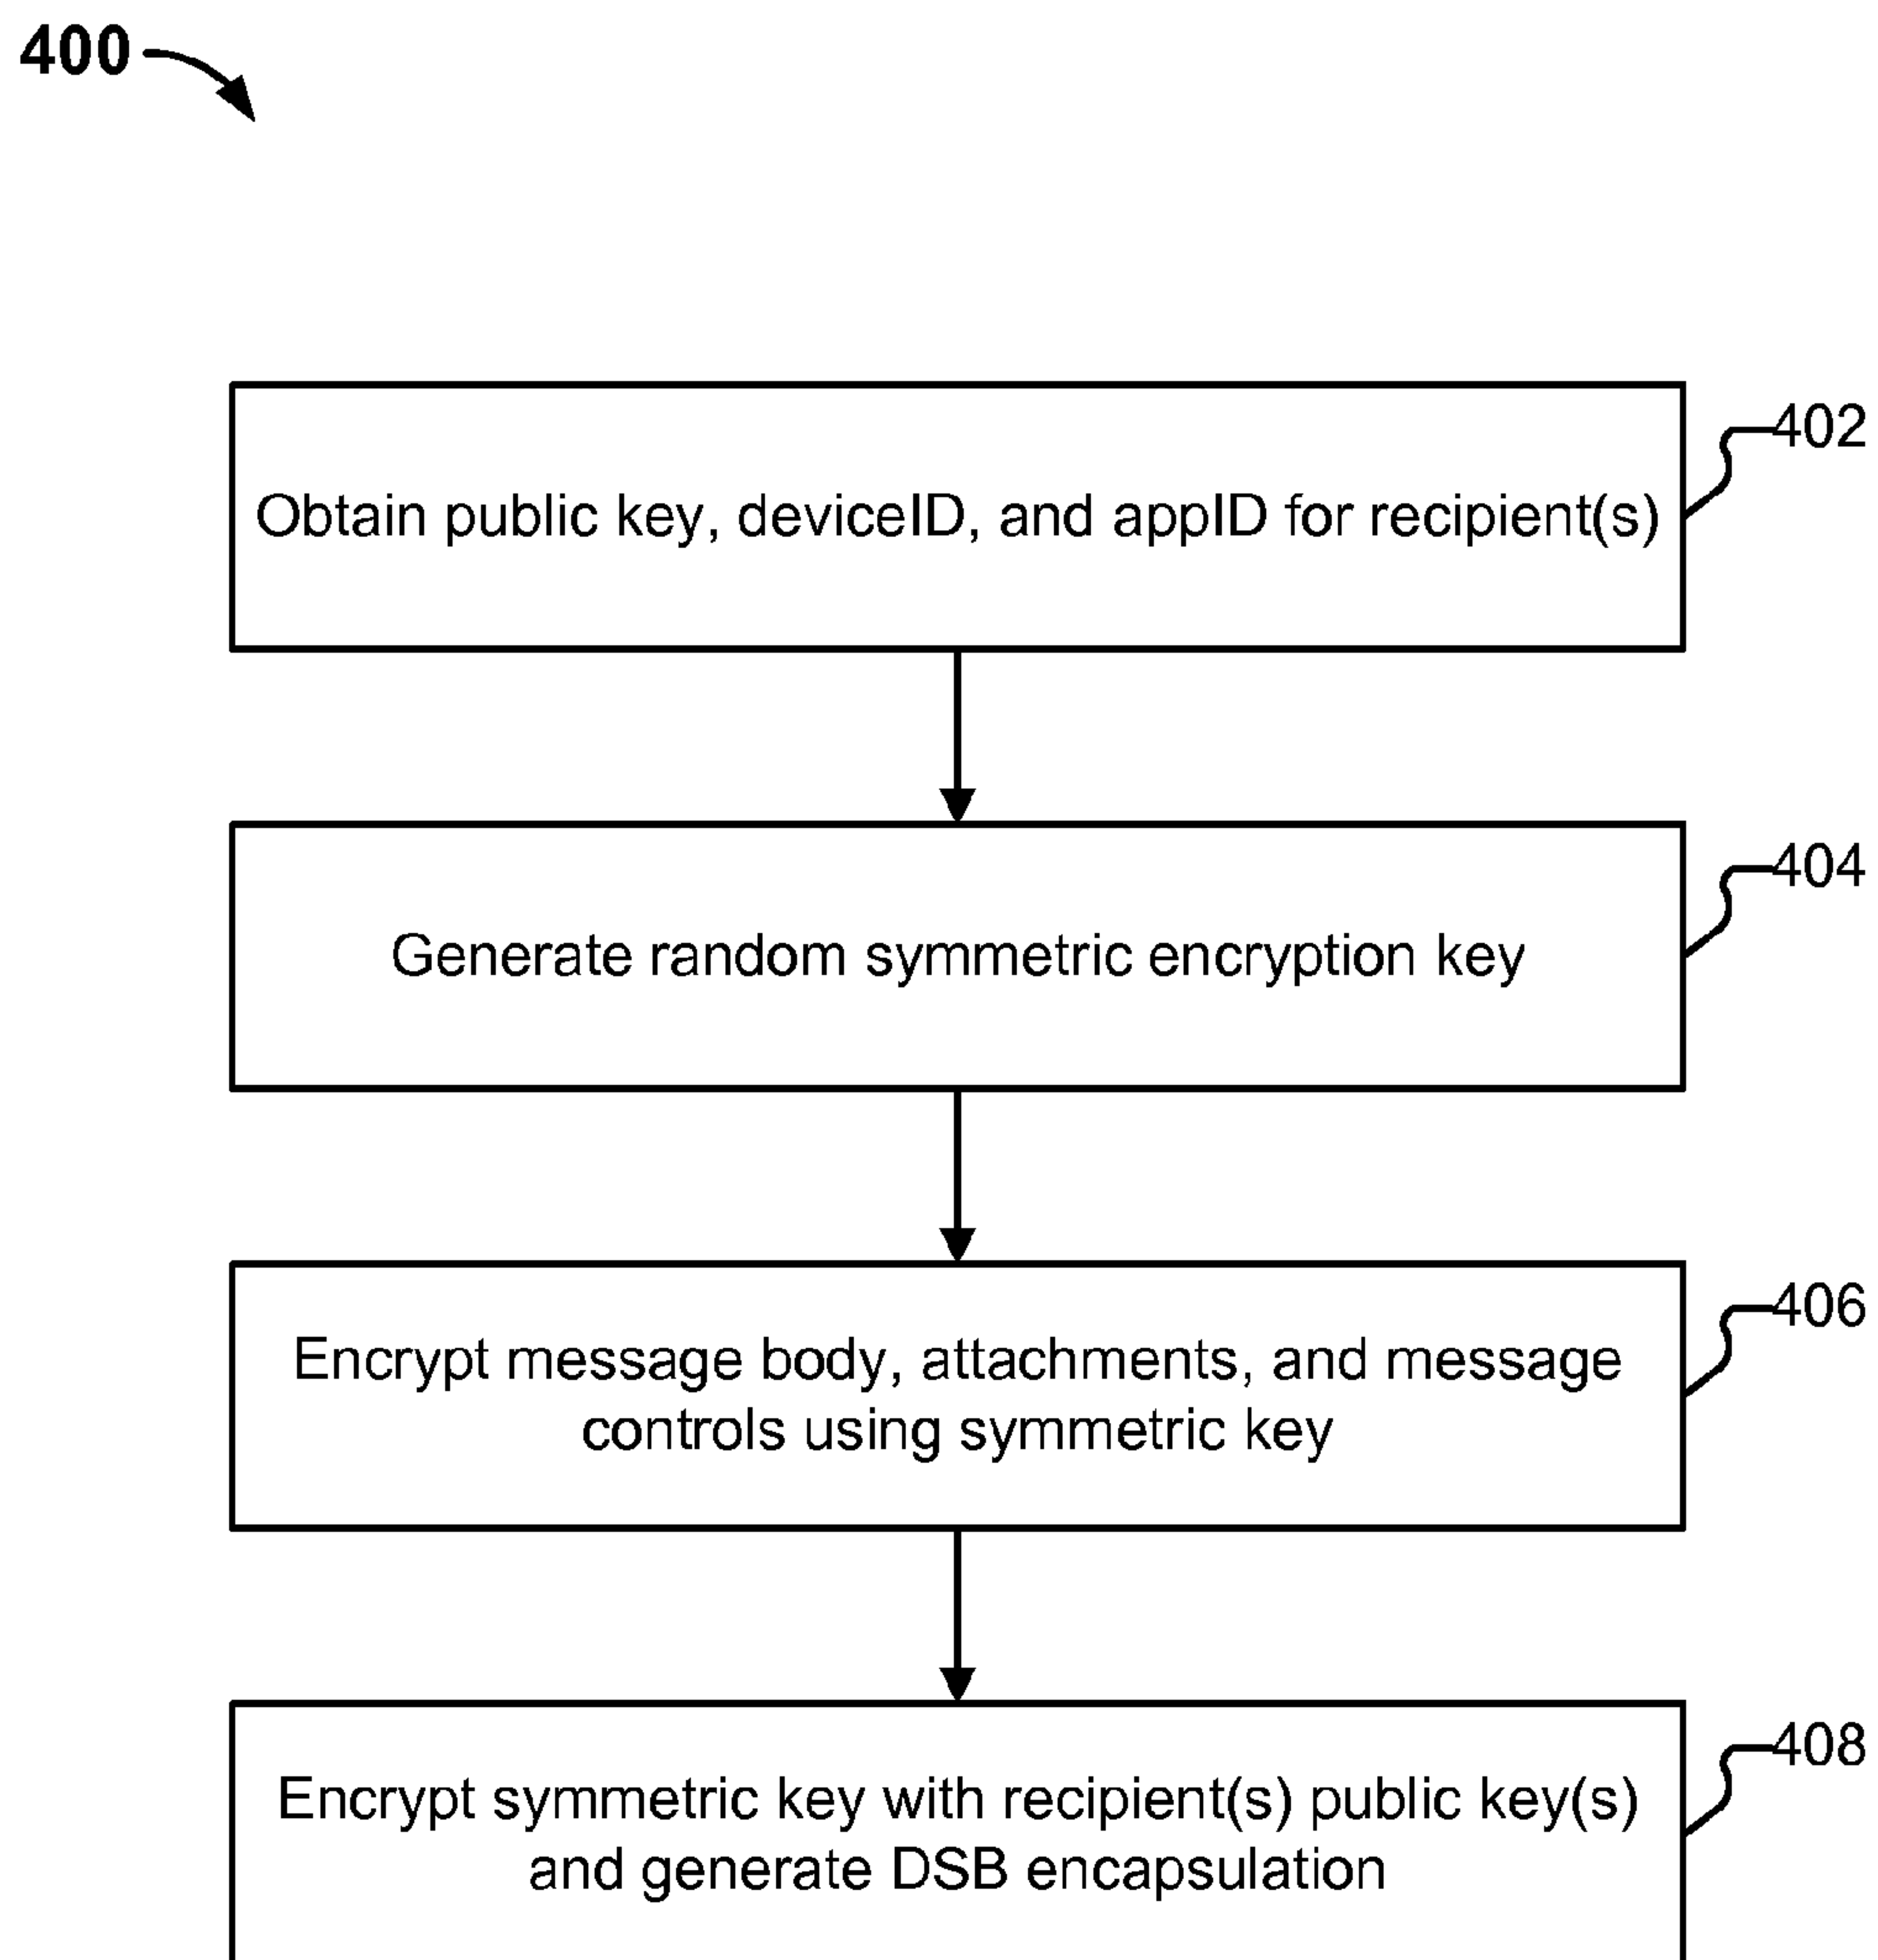 400
Obtain public key, deviceID, and appID for recipient(s)
402
Generate random symmetric encryption key
404
Encrypt message body, attachments, and message
controls using symmetric key
406
Encrypt symmetric key with recipient(s) public key(s)
and generate DSB encapsulation
408